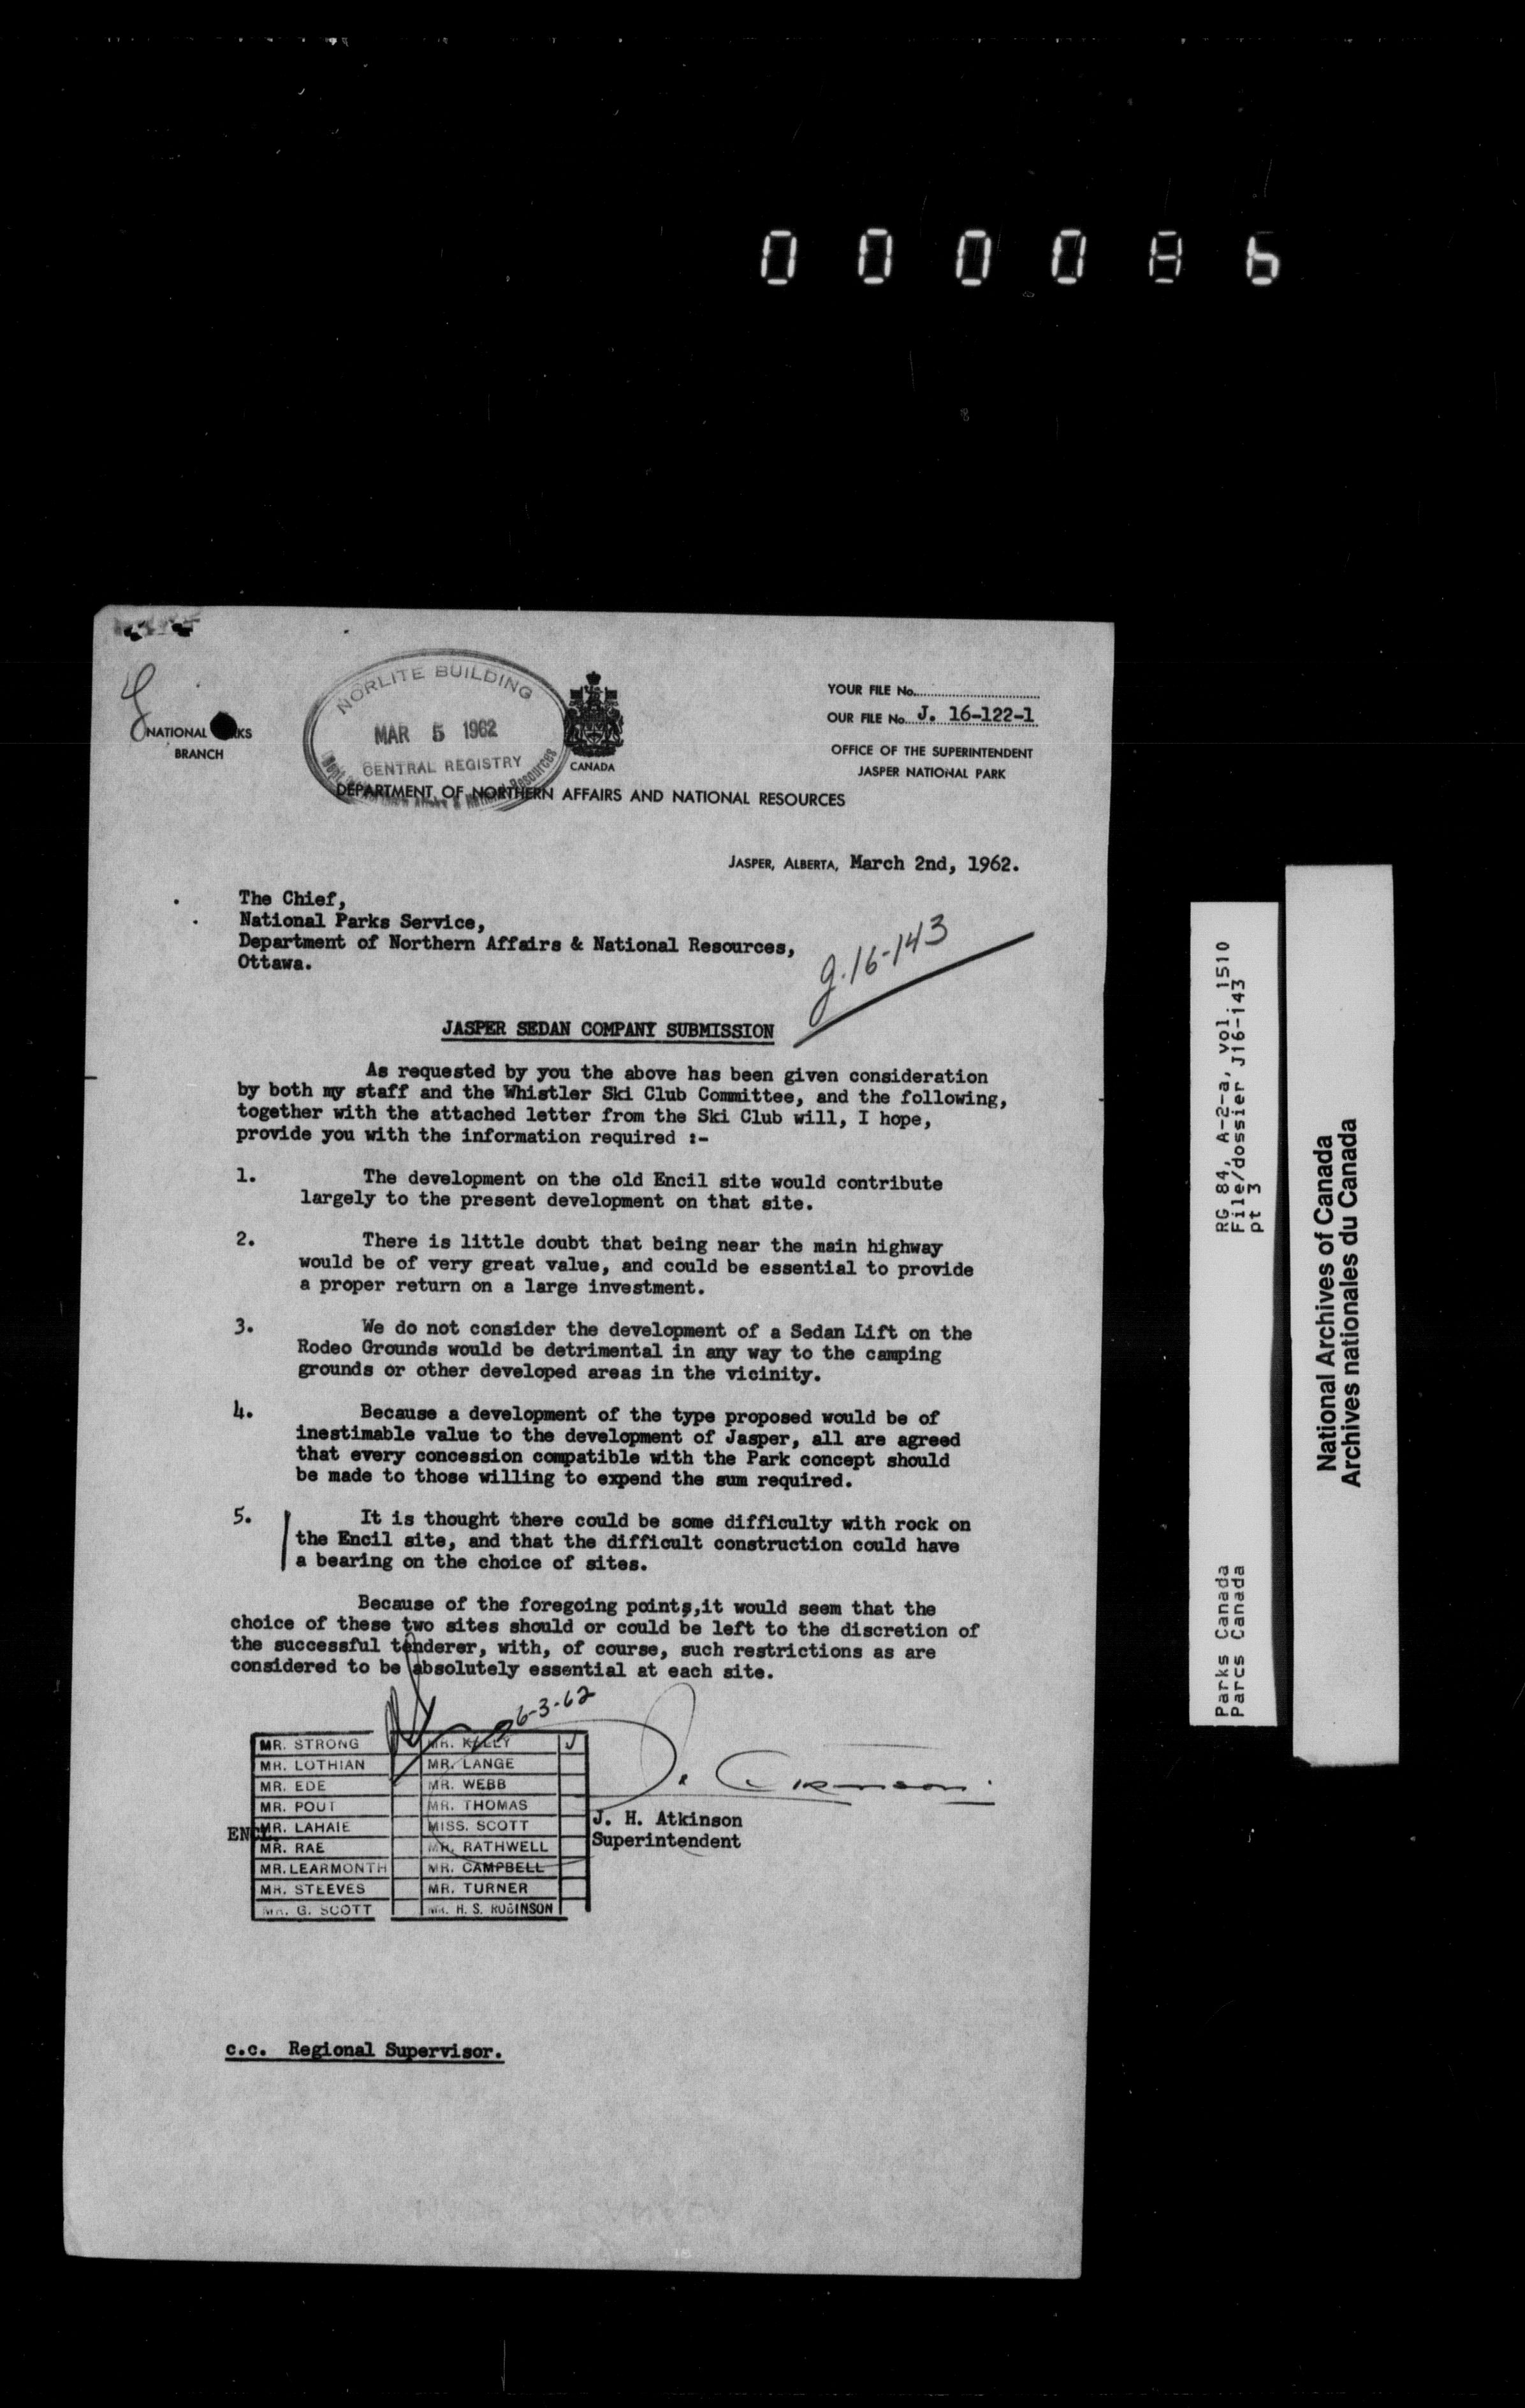 000086
NORLITE BUILDING
MAR 5 1962
CENTRAL REGISTRY
NATIONAL
BRANCH
CANADA
DEPARTMENT OF NORTHERN AFFAIRS AND NATIONAL RESOURCES
YOUR FILE No.
OUR FILE No. J. 16-122-1
OFFICE OF THE SUPERINTENDENT
JASPER NATIONAL PARK
JASPER, ALBERTA, March 2nd, 1962.
The Chief,
National Parks Service,
Department of Northern Affairs & National Resources,
Ottawa.
J.16-143
JASPER SEDAN COMPANY SUBMISSION
As requested by you the above has been given consideration
by both my staff and the Whistler Ski Club Committee, and the following,
together with the attached letter from the Ski Club will, I hope,
provide you with the information required :-
1. The development on the old Encil site would contribute
largely to the present development on that site.
2. There is little doubt that being near the main highway
would be of very great value, and could be essential to provide
a proper return on a large investment.
3. We do not consider the development of a Sedan Lift on the
Rodeo Grounds would be detrimental in any way to the camping
grounds or other developed areas in the vicinity.
4. Because a development of the type proposed would be of
inestimable value to the development of Jasper, all are agreed
that every concession compatible with the Park concept should
be made to those willing to expend the sum required.
5. It is thought there could be some difficulty with rock on
the Encil site, and that the difficult construction could have
a bearing on the choice of sites.
Because of the foregoing points,it would seem that the
choice of these two sites should or could be left to the discretion of
the successful tenderer, with, of course, such restrictions as are
considered to be absolutely essential at each site.
6-3-62
MR. STRONG MR. KELLY
MR. LOTHIAN MR. LANGE
MR. EDE MR. WEBB
MR. POUT MR. THOMAS
MR. LAHAIE MISS. SCOTT
MR. RAE MR. RATHWELL
MR. LEARMONTH MR. CAMPBELL
MR. STEEVES MR. TURNER
MR. G. SCOTT MR. H. S. ROBINSON
J. H. Atkinson
Superintendent
c.c. Regional Supervisor.
RG 84, A-2-a, vol. 1510
File/dossier J16-143
pt 3
Parks Canada
Parcs Canada
National Archives of Canada
Archives nationales du Canada